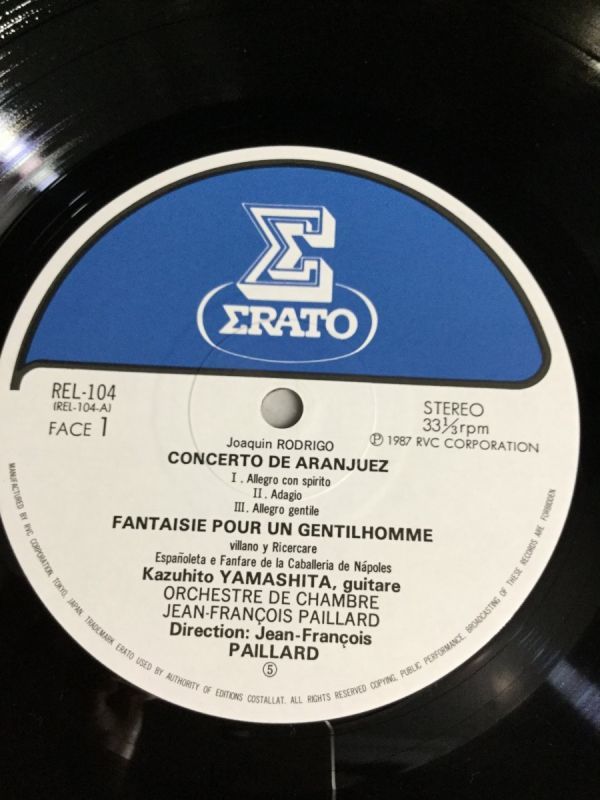 ΣRATO
REL-104
(REL-104-A)
FACE 1
STEREO
33⅓rpm
Ⓟ 1987 RVC CORPORATION
Joaquin RODRIGO
CONCERTO DE ARANJUEZ
I. Allegro con spirito
II. Adagio
III. Allegro gentile
FANTAISIE POUR UN GENTILHOMME
villano y Ricercare
Españoleta e Fanfare de la Caballeria de Nápoles
Kazuhito YAMASHITA, guitare
ORCHESTRE DE CHAMBRE
JEAN-FRANÇOIS PAILLARD
Direction: Jean-François
PAILLARD
⑤
MANUFACTURED BY RVC CORPORATION, TOKYO, JAPAN. TRADEMARK ERATO USED BY AUTHORITY OF EDITIONS COSTALLAT. ALL RIGHTS RESERVED COPYING, PUBLIC PERFORMANCE, BROADCASTING OF THESE RECORDS ARE FORBIDDEN